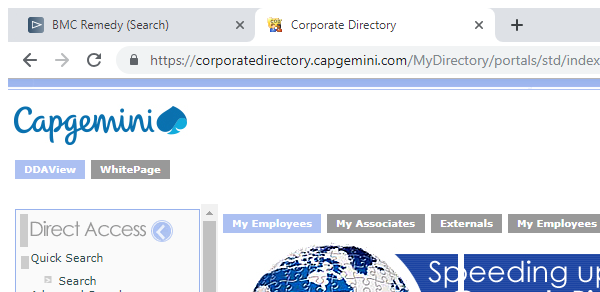 BMC Remedy (Search)
Corporate Directory
https://corporatedirectory.capgemini.com/MyDirectory/portals/std/index
Capgemini
DDAView WhitePage
Direct Access
My Employees My Associates Externals My Employees
Quick Search
Search
Speeding up